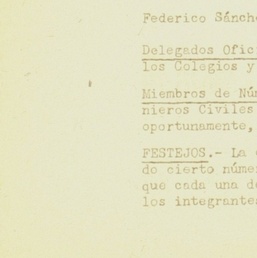 Federico Sánch
Delegados Ofic
los Colegios y
Miembros de Nú
nieros Civiles
oportunamente,
FESTEJOS.- La
do cierto núme
que cada una de
los integrante